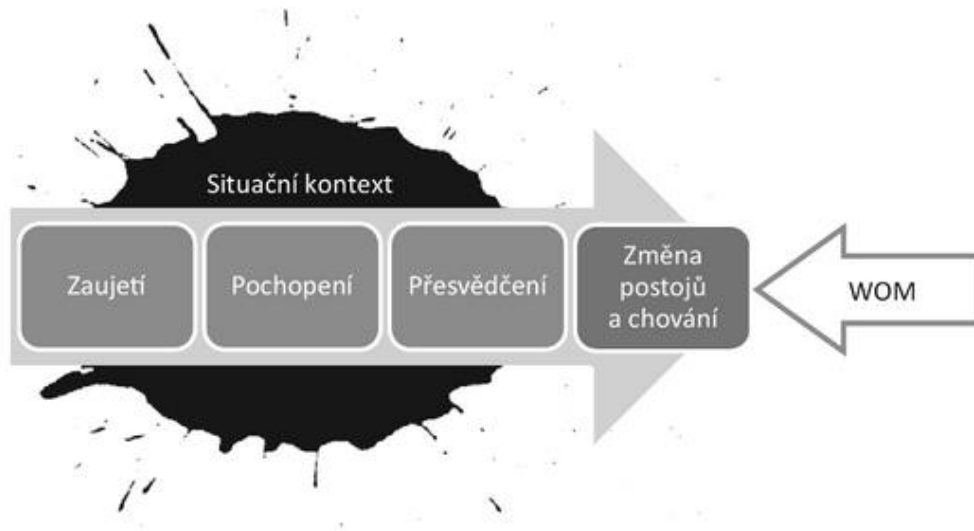 Situační kontext
Zaujetí
Pochopení
Přesvědčení
Změna
postojů
a chování
WOM